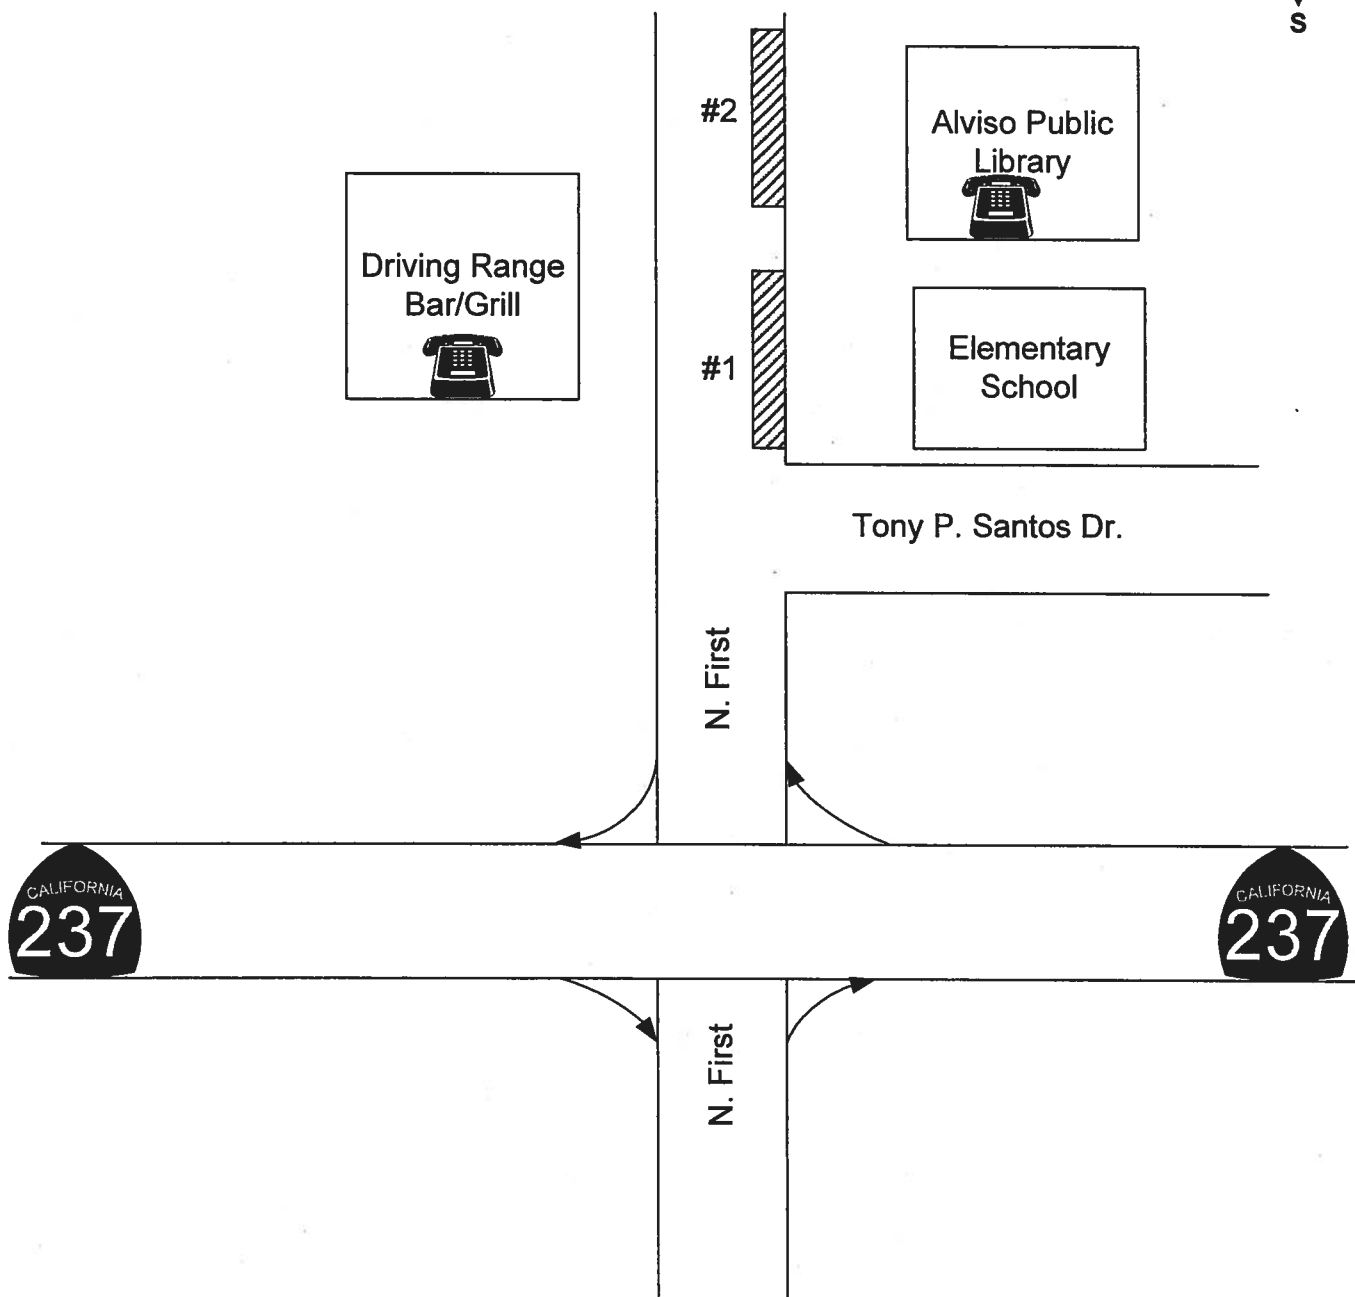 S
#2
Alviso Public
Library
Driving Range
Bar/Grill
#1
Elementary
School
Tony P. Santos Dr.
N. First
CALIFORNIA
237
CALIFORNIA
237
N. First